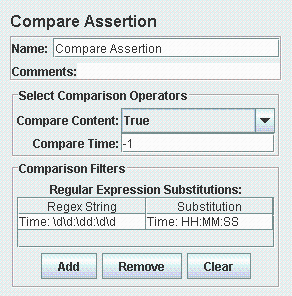 Compare Assertion
Name: Compare Assertion
Comments:
Select Comparison Operators
Compare Content: True
Compare Time: -1
Comparison Filters
Regular Expression Substitutions:
Regex String Substitution
Time: \d\d:\dd:\d\d Time: HH:MM:SS
Add Remove Clear